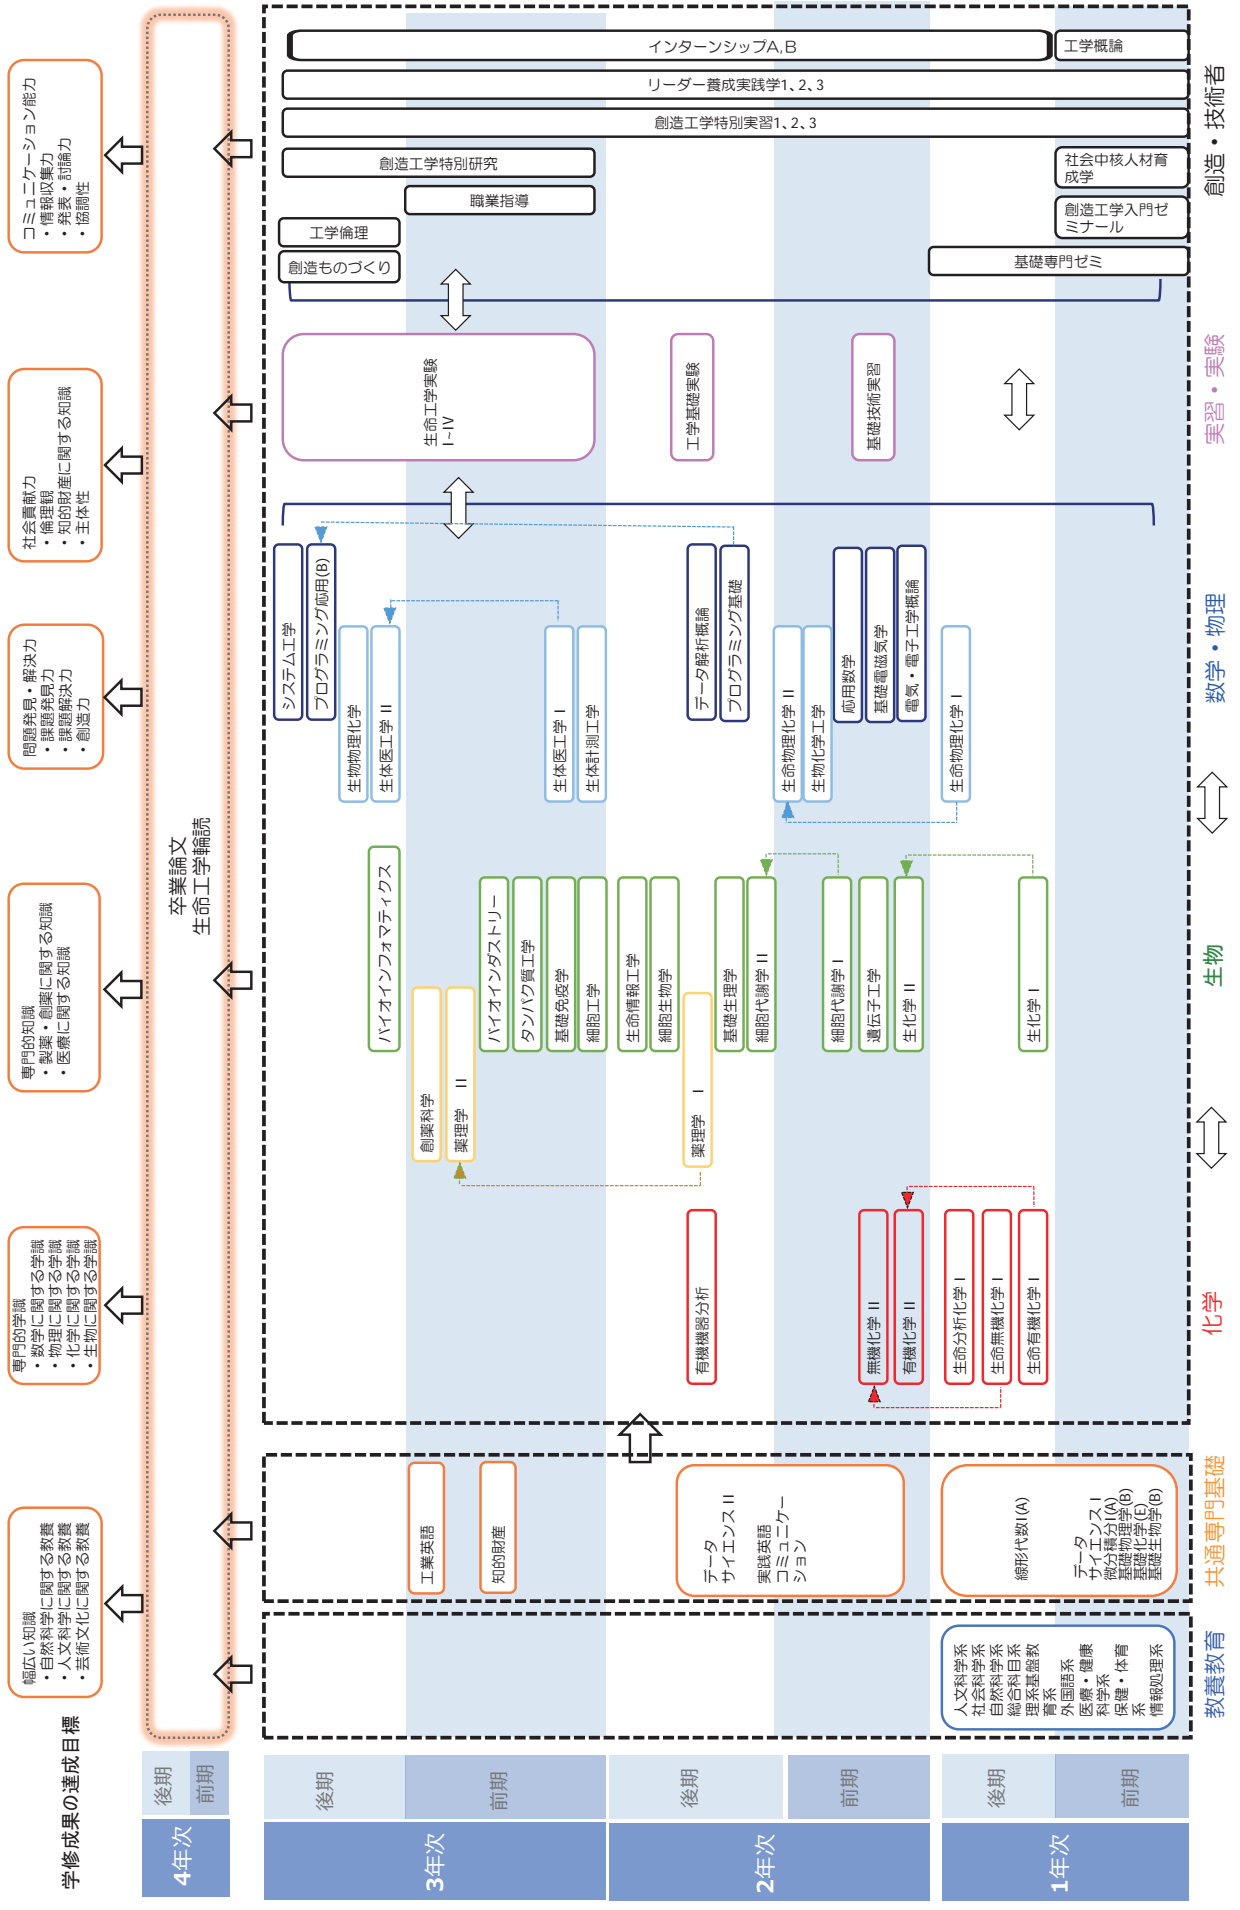 学修成果の達成目標
幅広い知識
・自然科学に関する教養
・人文科学に関する教養
・芸術文化に関する教養
専門的学識
・数学に関する学識
・物理に関する学識
・化学に関する学識
・生物に関する学識
専門的知識
・製薬・創薬に関する知識
・医療に関する知識
問題発見・解決力
・課題発見力
・課題解決力
・創造力
社会貢献力
・倫理観
・知的財産に関する知識
・主体性
コミュニケーション能力
・情報収集力
・発表・討論力
・協調性
4年次
後期
前期
卒業論文
生命工学輪読
3年次
後期
前期
工業英語
知的財産
創薬科学
薬理学 II
バイオインフォマティクス
バイオインダストリー
タンパク質工学
基礎免疫学
細胞工学
システム工学
プログラミング応用(B)
生物物理化学
生体医工学 II
生体医工学 I
生体計測工学
生命工学実験
I~IV
創造ものづくり
工学倫理
職業指導
創造工学特別研究
創造工学特別実習1、2、3
リーダー養成実践学1、2、3
インターンシップA,B
2年次
後期
前期
データ
サイエンス II
実践英語
コミュニケー
ション
有機機器分析
無機化学 II
有機化学 II
薬理学 I
生命情報工学
細胞生物学
基礎生理学
細胞代謝学 II
細胞代謝学 I
遺伝子工学
生化学 II
データ解析概論
プログラミング基礎
生命物理化学 II
生物化学工学
応用数学
基礎電磁気学
電気・電子工学概論
工学基礎実験
基礎技術実習
1年次
後期
前期
人文科学系
社会科学系
自然科学系
総合科目系
理系基盤教
育系
外国語系
医療・健康
科学系
保健・体育
系
情報処理系
線形代数I(A)
データ
サイエンス I
微分積分I(A)
基礎物理学(B)
基礎化学(E)
基礎生物学(B)
生命分析化学 I
生命無機化学 I
生命有機化学 I
生化学 I
生命物理化学 I
基礎専門ゼミ
創造工学入門ゼ
ミナール
社会中核人材育
成学
工学概論
教養教育
共通専門基礎
化学
生物
数学・物理
実習・実験
創造・技術者